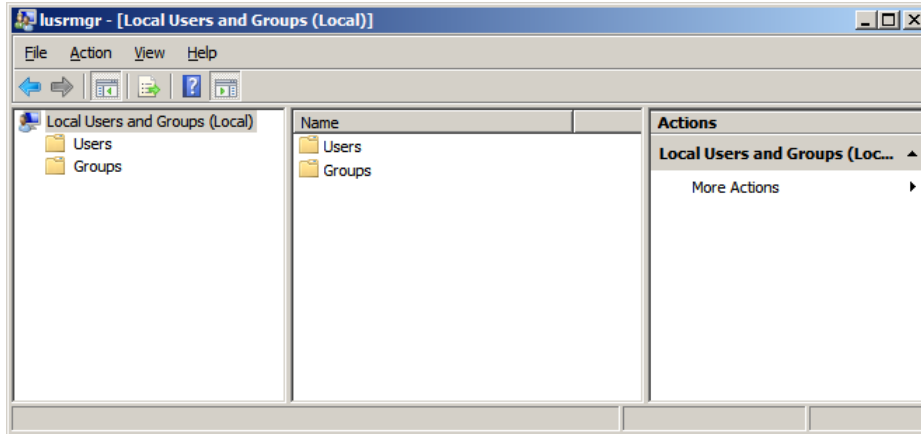 lusrmgr - [Local Users and Groups (Local)]
File Action View Help
Local Users and Groups (Local)
Users
Groups
Name
Users
Groups
Actions
Local Users and Groups (Loc...
More Actions